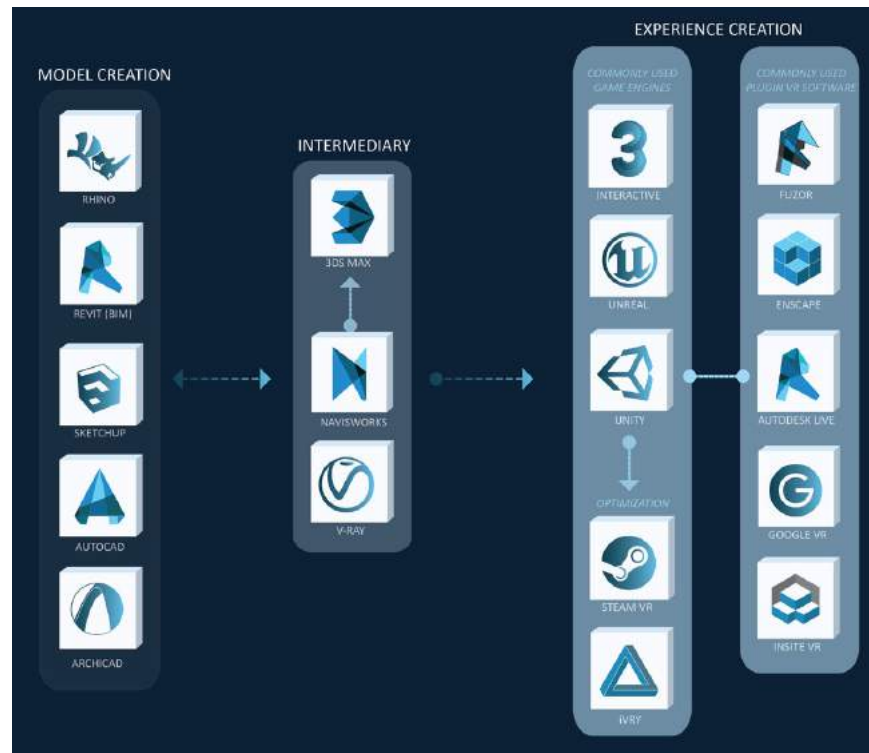 EXPERIENCE CREATION
MODEL CREATION
RHINO
REVIT (BIM)
SKETCHUP
AUTOCAD
ARCHICAD
INTERMEDIARY
3DS MAX
NAVISWORKS
V-RAY
COMMONLY USED
GAME ENGINES
3
INTERACTIVE
UNREAL
UNITY
OPTIMIZATION
STEAM VR
iVRY
COMMONLY USED
PLUGIN VR SOFTWARE
FUZOR
ENSCAPE
AUTODESK LIVE
G
GOOGLE VR
INSITE VR